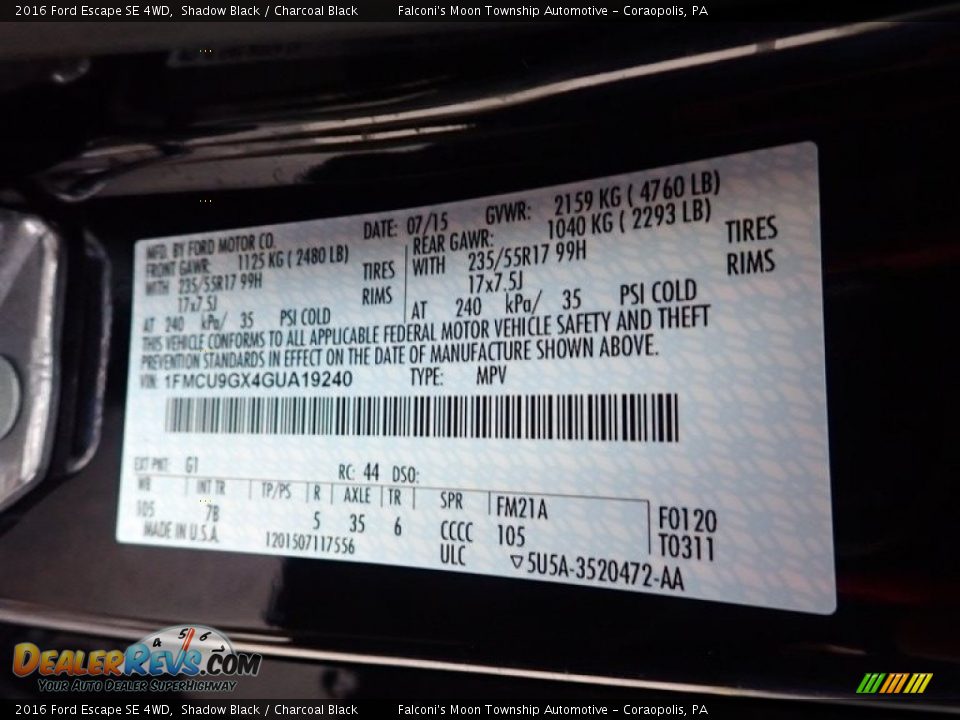 2016 Ford Escape SE 4WD, Shadow Black / Charcoal Black Falconi's Moon Township Automotive - Coraopolis, PA
MFD. BY FORD MOTOR CO. DATE: 07/15 GVWR: 2159 KG ( 4760 LB)
FRONT GAWR: 1125 KG ( 2480 LB) REAR GAWR: 1040 KG ( 2293 LB)
WITH 235/55R17 99H TIRES WITH 235/55R17 99H TIRES
17x7.5J RIMS 17x7.5J RIMS
AT 240 kPa/ 35 PSI COLD AT 240 kPa/ 35 PSI COLD
THIS VEHICLE CONFORMS TO ALL APPLICABLE FEDERAL MOTOR VEHICLE SAFETY AND THEFT
PREVENTION STANDARDS IN EFFECT ON THE DATE OF MANUFACTURE SHOWN ABOVE.
VIN: 1FMCU9GX4GUA19240 TYPE: MPV
EXT PNT: G1 RC: 44 DSO:
WB INT TR TP/PS R AXLE TR SPR FM21A F0120
105 7B 5 35 6 CCCC 105 T0311
MADE IN U.S.A. 1201507117556 ULC ▽5U5A-3520472-AA
4 5 6
DEALERREVS.COM
YOUR AUTO DEALER SUPERHIGHWAY
2016 Ford Escape SE 4WD, Shadow Black / Charcoal Black Falconi's Moon Township Automotive - Coraopolis, PA